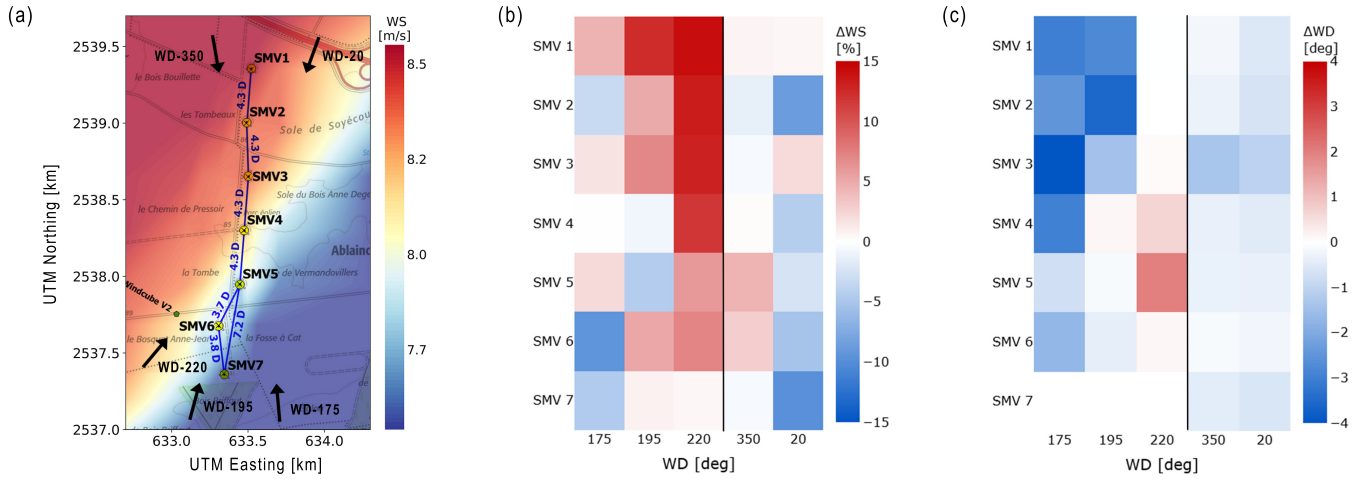 (a)
2539.5
2539.0
2538.5
2538.0
2537.5
2537.0
UTM Northing [km]
633.0
633.5
634.0
UTM Easting [km]
WD-350
WD-20
le Bois Bouillette
SMV1
4.3 D
les Tombeaux
SMV2
Sole de Soyécou
4.3 D
SMV3
Sole du Bois Anne Dege
4.3 D
le Chemin de Pressoir
SMV4
4.3 D
Ablainc
SMV5
la Tombe
de Vermandovillers
Windcube V2
3.7 D
7.2 D
SMV6
le Bosquet Anne-Jean
la Fosse à Cat
3.8 D
WD-220
SMV7
de
WD-195
WD-175
WS
[m/s]
8.5
8.2
8.0
7.7
(b)
SMV 1
SMV 2
SMV 3
SMV 4
SMV 5
SMV 6
SMV 7
175
195
220
350
20
WD [deg]
ΔWS
[%]
15
10
5
0
−5
−10
−15
(c)
SMV 1
SMV 2
SMV 3
SMV 4
SMV 5
SMV 6
SMV 7
175
195
220
350
20
WD [deg]
ΔWD
[deg]
4
3
2
1
0
−1
−2
−3
−4